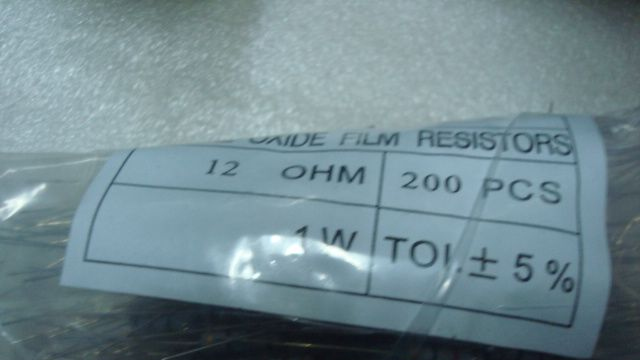 OXIDE FILM RESISTORS
12 OHM 200 PCS
1W TOL ± 5%